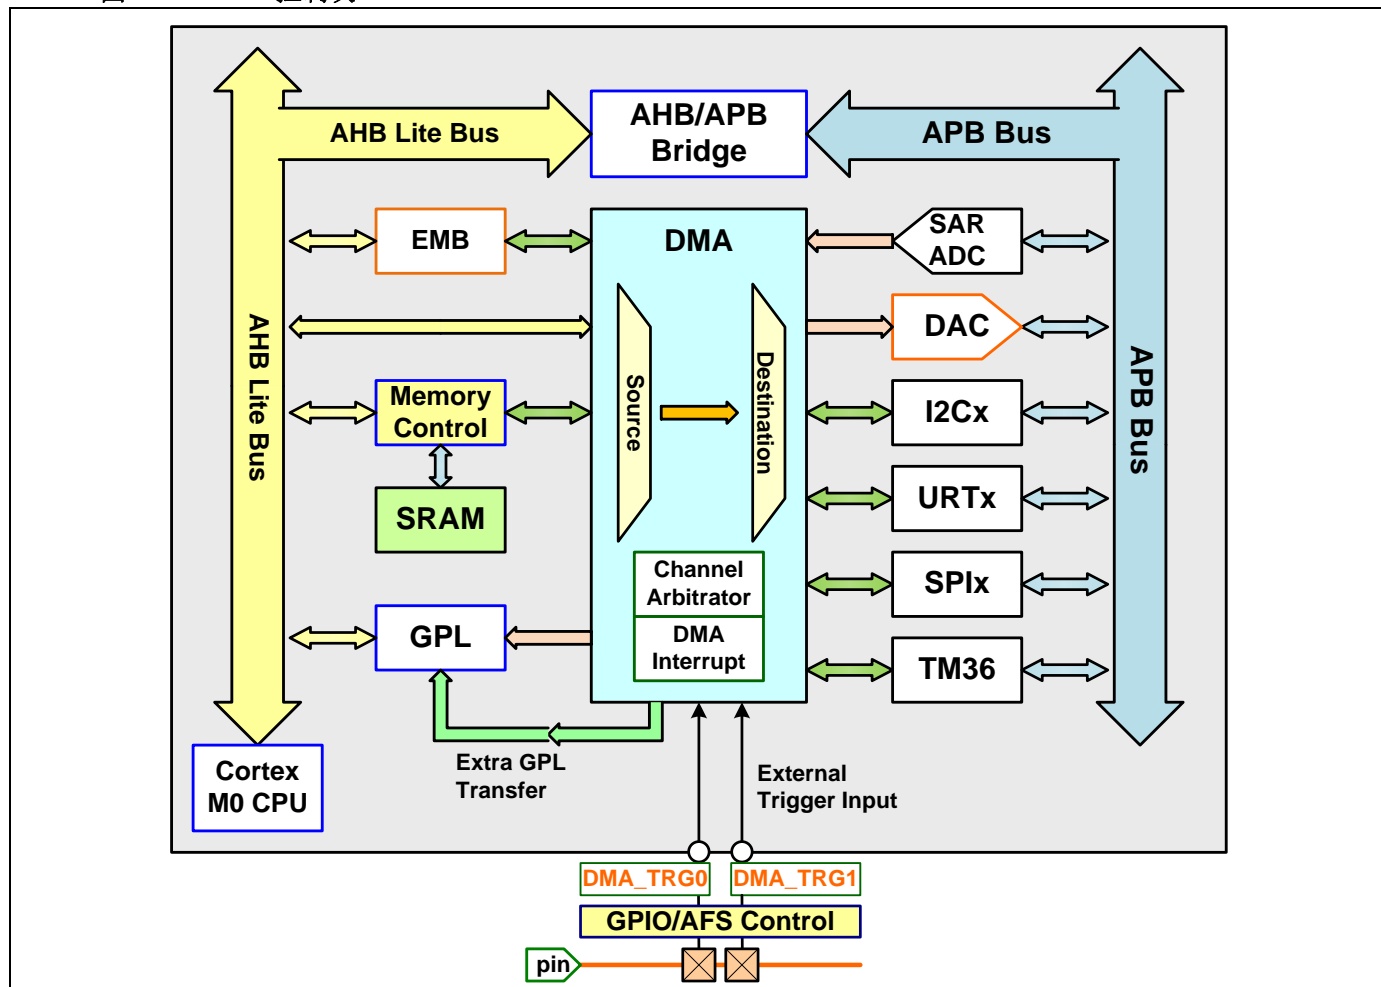 AHB Lite Bus
AHB/APB
Bridge
APB Bus
EMB
DMA
SAR
ADC
AHB Lite Bus
Source
Destination
DAC
APB Bus
Memory
Control
I2Cx
SRAM
URTx
Channel
Arbitrator
SPIx
GPL
DMA
Interrupt
TM36
Extra GPL
Transfer
External
Trigger Input
Cortex
M0 CPU
DMA_TRG0
DMA_TRG1
GPIO/AFS Control
pin